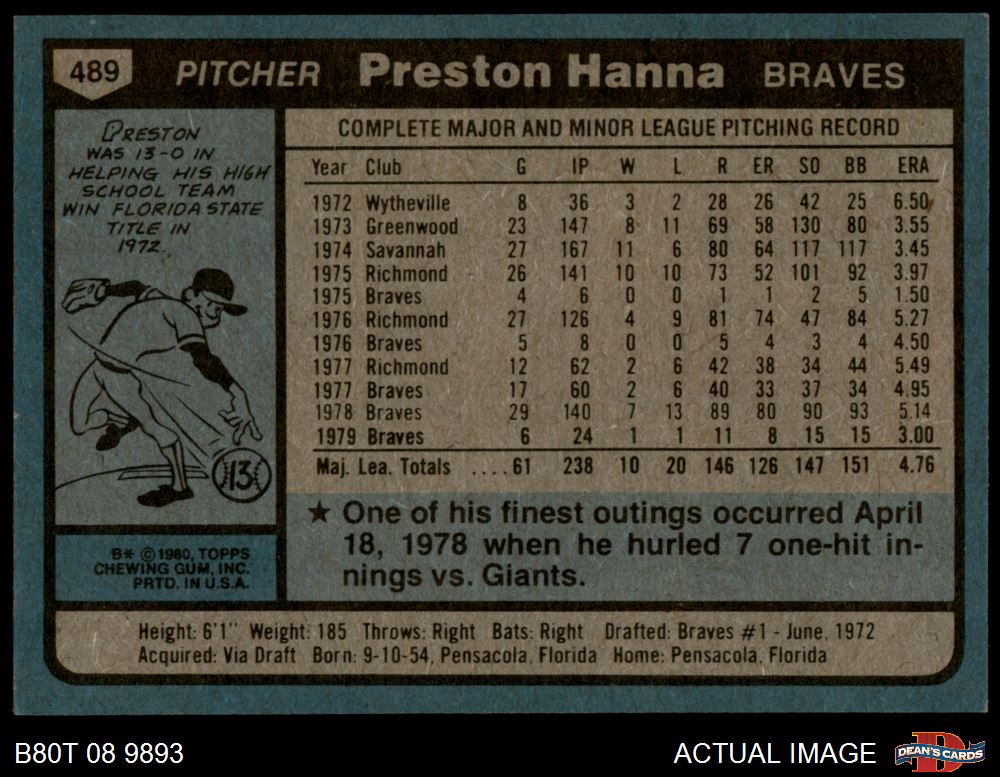 489 PITCHER Preston Hanna BRAVES
PRESTON
WAS 13-0 IN
HELPING HIS HIGH
SCHOOL TEAM
WIN FLORIDA STATE
TITLE IN
1972.
13
B* © 1980, TOPPS
CHEWING GUM, INC.
PRTD. IN U.S.A.
COMPLETE MAJOR AND MINOR LEAGUE PITCHING RECORD
Year Club G IP W L R ER SO BB ERA
1972 Wytheville 8 36 3 2 28 26 42 25 6.50
1973 Greenwood 23 147 8 11 69 58 130 80 3.55
1974 Savannah 27 167 11 6 80 64 117 117 3.45
1975 Richmond 26 141 10 10 73 52 101 92 3.97
1975 Braves 4 6 0 0 1 1 2 5 1.50
1976 Richmond 27 126 4 9 81 74 47 84 5.27
1976 Braves 5 8 0 0 5 4 3 4 4.50
1977 Richmond 12 62 2 6 42 38 34 44 5.49
1977 Braves 17 60 2 6 40 33 37 34 4.95
1978 Braves 29 140 7 13 89 80 90 93 5.14
1979 Braves 6 24 1 1 11 8 15 15 3.00
Maj. Lea. Totals ....61 238 10 20 146 126 147 151 4.76
★ One of his finest outings occurred April
18, 1978 when he hurled 7 one-hit in-
nings vs. Giants.
Height: 6'1" Weight: 185 Throws: Right Bats: Right Drafted: Braves #1 - June, 1972
Acquired: Via Draft Born: 9-10-54, Pensacola, Florida Home: Pensacola, Florida
B80T 08 9893 ACTUAL IMAGE DEAN'S CARDS